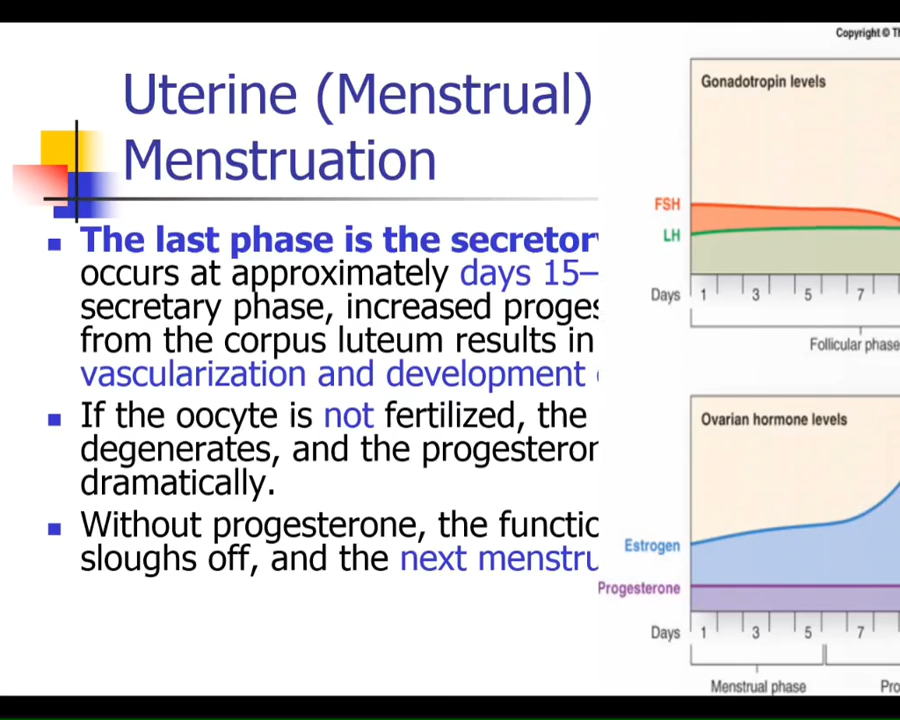 Copyright © Th
Uterine (Menstrual)
Menstruation
The last phase is the secretory
occurs at approximately days 15–
secretary phase, increased proges
from the corpus luteum results in
vascularization and development
If the oocyte is not fertilized, the
degenerates, and the progesteron
dramatically.
Without progesterone, the functio
sloughs off, and the next menstru
Gonadotropin levels
FSH
LH
Days 1 3 5 7
Follicular phase
Ovarian hormone levels
Estrogen
Progesterone
Days 1 3 5 7
Menstrual phase
Pro